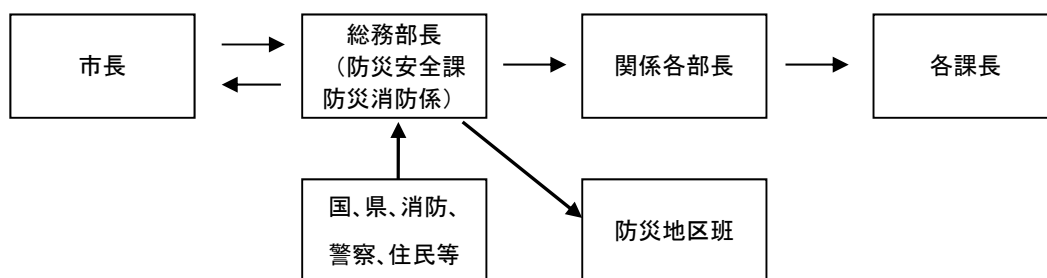 市長
総務部長
（防災安全課
防災消防係）
関係各部長
各課長
国、県、消防、
警察、住民等
防災地区班